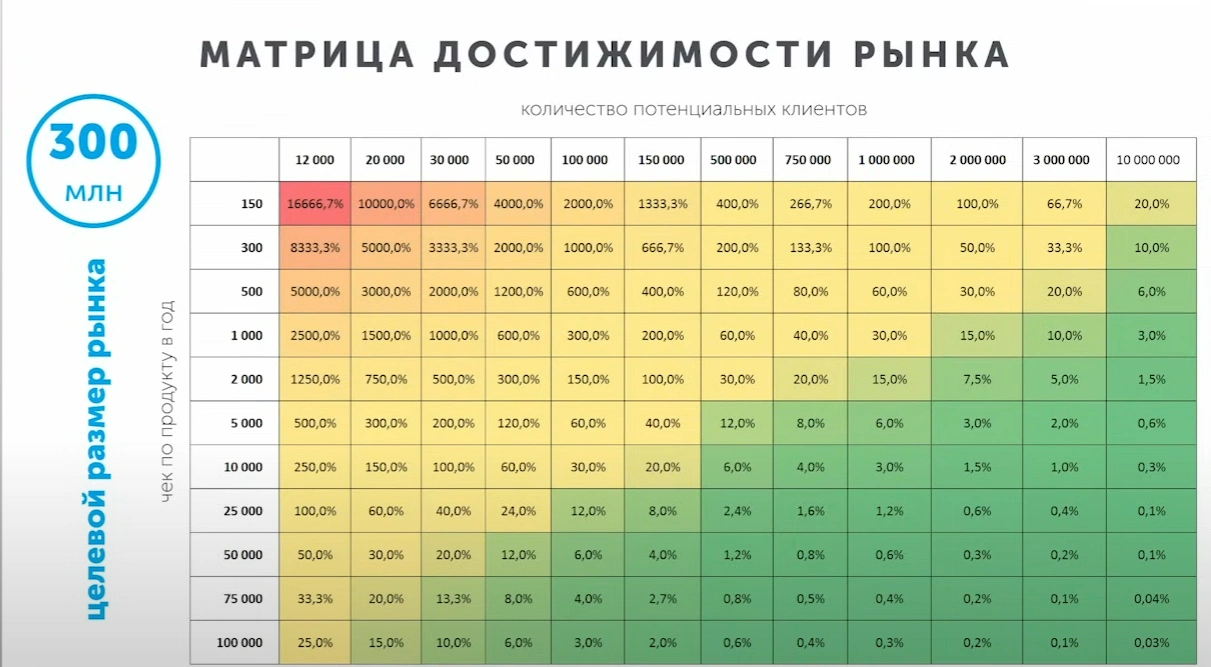 МАТРИЦА ДОСТИЖИМОСТИ РЫНКА
количество потенциальных клиентов
300
МЛН
целевой размер рынка
чек по продукту в год
12 000 20 000 30 000 50 000 100 000 150 000 500 000 750 000 1 000 000 2 000 000 3 000 000 10 000 000
150 16666,7% 10000,0% 6666,7% 4000,0% 2000,0% 1333,3% 400,0% 266,7% 200,0% 100,0% 66,7% 20,0%
300 8333,3% 5000,0% 3333,3% 2000,0% 1000,0% 666,7% 200,0% 133,3% 100,0% 50,0% 33,3% 10,0%
500 5000,0% 3000,0% 2000,0% 1200,0% 600,0% 400,0% 120,0% 80,0% 60,0% 30,0% 20,0% 6,0%
1 000 2500,0% 1500,0% 1000,0% 600,0% 300,0% 200,0% 60,0% 40,0% 30,0% 15,0% 10,0% 3,0%
2 000 1250,0% 750,0% 500,0% 300,0% 150,0% 100,0% 30,0% 20,0% 15,0% 7,5% 5,0% 1,5%
5 000 500,0% 300,0% 200,0% 120,0% 60,0% 40,0% 12,0% 8,0% 6,0% 3,0% 2,0% 0,6%
10 000 250,0% 150,0% 100,0% 60,0% 30,0% 20,0% 6,0% 4,0% 3,0% 1,5% 1,0% 0,3%
25 000 100,0% 60,0% 40,0% 24,0% 12,0% 8,0% 2,4% 1,6% 1,2% 0,6% 0,4% 0,1%
50 000 50,0% 30,0% 20,0% 12,0% 6,0% 4,0% 1,2% 0,8% 0,6% 0,3% 0,2% 0,1%
75 000 33,3% 20,0% 13,3% 8,0% 4,0% 2,7% 0,8% 0,5% 0,4% 0,2% 0,1% 0,04%
100 000 25,0% 15,0% 10,0% 6,0% 3,0% 2,0% 0,6% 0,4% 0,3% 0,2% 0,1% 0,03%